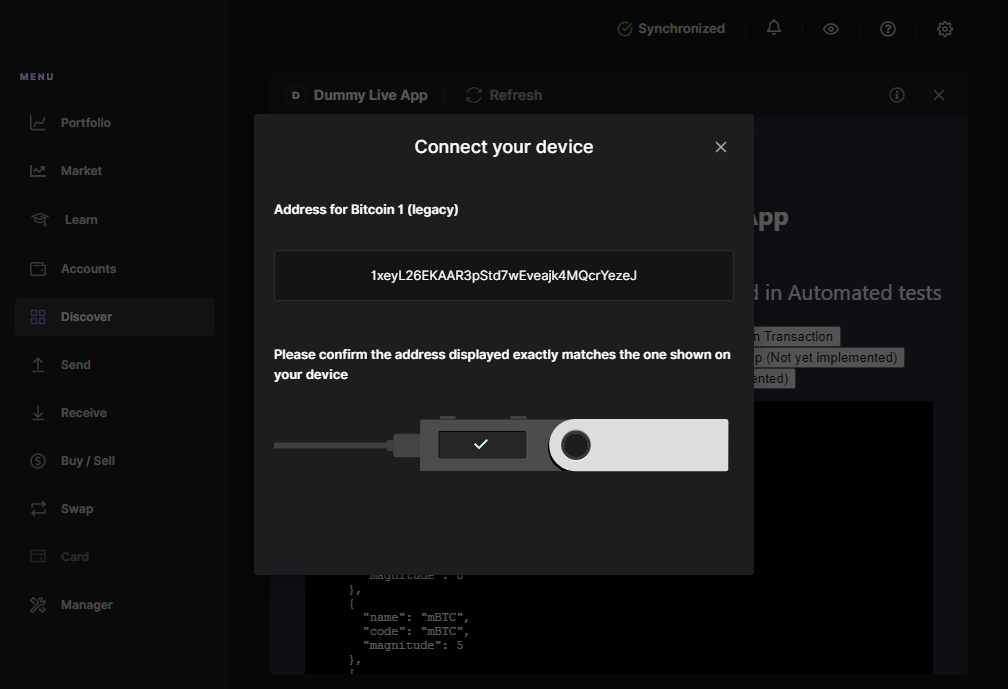 Synchronized
MENU
D Dummy Live App Refresh
Portfolio
Connect your device
Market
Address for Bitcoin 1 (legacy)
Learn
1xeyL26EKAAR3pStd7wEveajk4MQcrYezeJ
Accounts
in Automated tests
Discover
Transaction
(Not yet implemented)
Please confirm the address displayed exactly matches the one shown on
your device
Send
Receive
Buy / Sell
Swap
Card
"magnitude": 8
},
{
Manager
"name": "mBTC",
"code": "mBTC",
"magnitude": 5
},